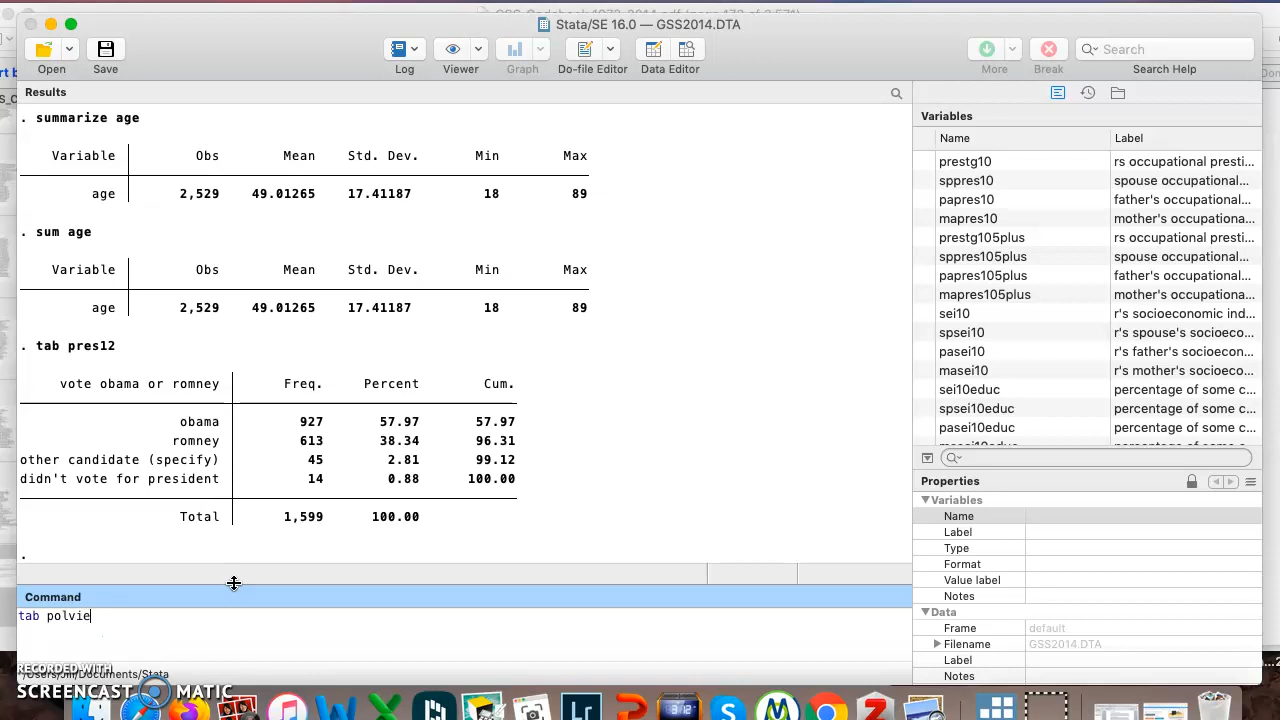 Stata/SE 16.0 — GSS2014.DTA
Open
Save
Log
Viewer
Graph
Do-file Editor
Data Editor
More
Break
Search
Search Help
Results
. summarize age
Variable Obs Mean Std. Dev. Min Max
age 2,529 49.01265 17.41187 18 89
. sum age
Variable Obs Mean Std. Dev. Min Max
age 2,529 49.01265 17.41187 18 89
. tab pres12
vote obama or romney Freq. Percent Cum.
obama 927 57.97 57.97
romney 613 38.34 96.31
other candidate (specify) 45 2.81 99.12
didn't vote for president 14 0.88 100.00
Total 1,599 100.00
.
Command
tab polvie
/Documents/Stata
RECORDED WITH
SCREENCAST MATIC
Variables
Name Label
prestg10 rs occupational presti...
sppres10 spouse occupational...
papres10 father's occupational...
mapres10 mother's occupationa...
prestg105plus rs occupational presti...
sppres105plus spouse occupational...
papres105plus father's occupational...
mapres105plus mother's occupationa...
sei10 r's socioeconomic ind...
spsei10 r's spouse's socioeco...
pasei10 r's father's socioecon...
masei10 r's mother's socioeco...
sei10educ percentage of some c...
spsei10educ percentage of some c...
pasei10educ percentage of some c...
Properties
Variables
Name
Label
Type
Format
Value label
Notes
Data
Frame default
Filename GSS2014.DTA
Label
Notes